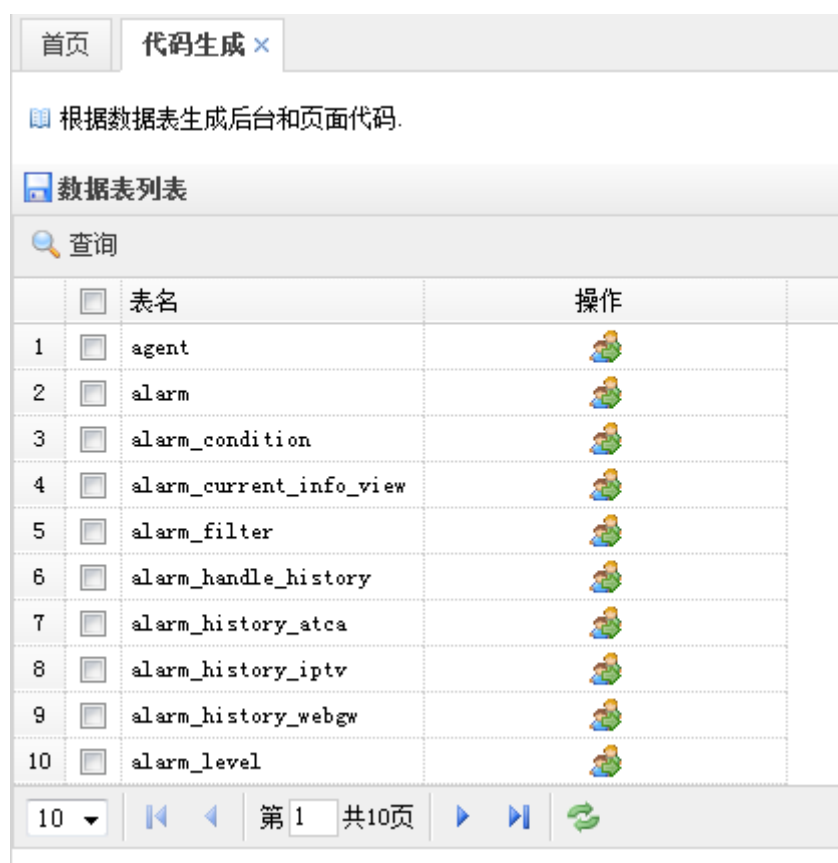 首页 代码生成 ×
根据数据表生成后台和页面代码.
数据表列表
查询
表名 操作
1 agent
2 alarm
3 alarm_condition
4 alarm_current_info_view
5 alarm_filter
6 alarm_handle_history
7 alarm_history_atca
8 alarm_history_iptv
9 alarm_history_webgw
10 alarm_level
10 第 1 共10页